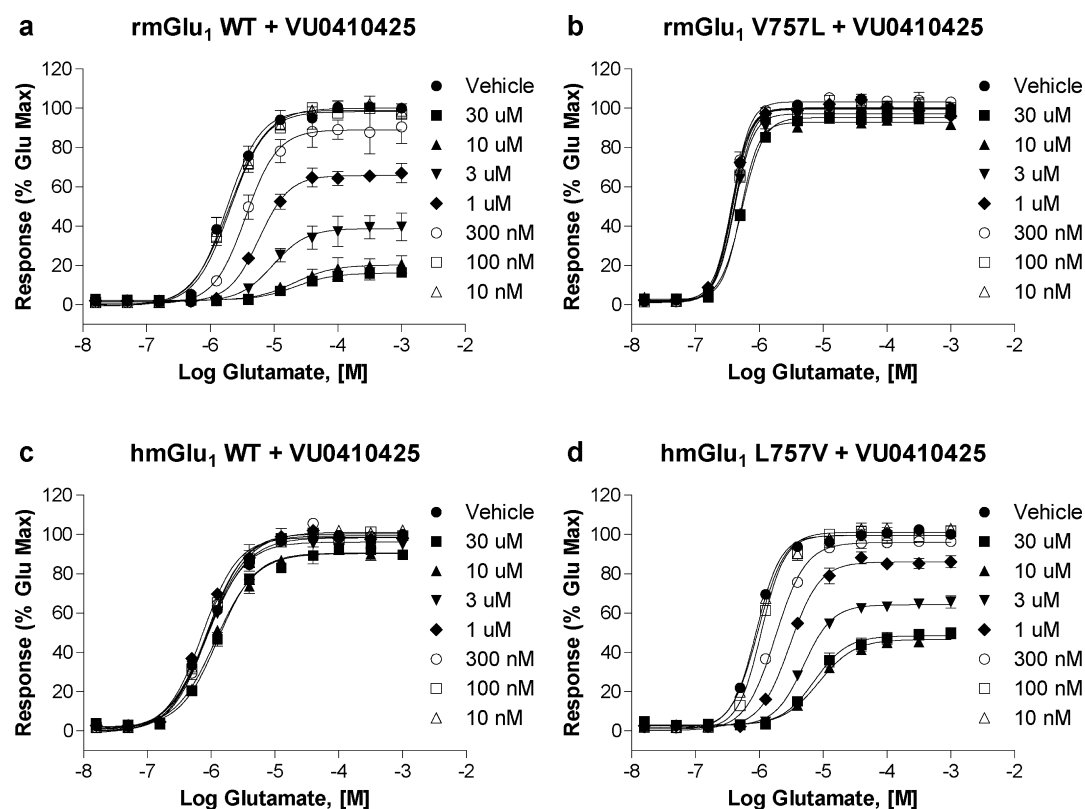 a
rmGlu₁ WT + VU0410425
Response (% Glu Max)
120
100
80
60
40
20
0
-8 -7 -6 -5 -4 -3 -2
Log Glutamate, [M]
Vehicle
30 uM
10 uM
3 uM
1 uM
300 nM
100 nM
10 nM
b
rmGlu₁ V757L + VU0410425
Response (% Glu Max)
120
100
80
60
40
20
0
-8 -7 -6 -5 -4 -3 -2
Log Glutamate, [M]
Vehicle
30 uM
10 uM
3 uM
1 uM
300 nM
100 nM
10 nM
c
hmGlu₁ WT + VU0410425
Response (% Glu Max)
120
100
80
60
40
20
0
-8 -7 -6 -5 -4 -3 -2
Log Glutamate, [M]
Vehicle
30 uM
10 uM
3 uM
1 uM
300 nM
100 nM
10 nM
d
hmGlu₁ L757V + VU0410425
Response (% Glu Max)
120
100
80
60
40
20
0
-8 -7 -6 -5 -4 -3 -2
Log Glutamate, [M]
Vehicle
30 uM
10 uM
3 uM
1 uM
300 nM
100 nM
10 nM